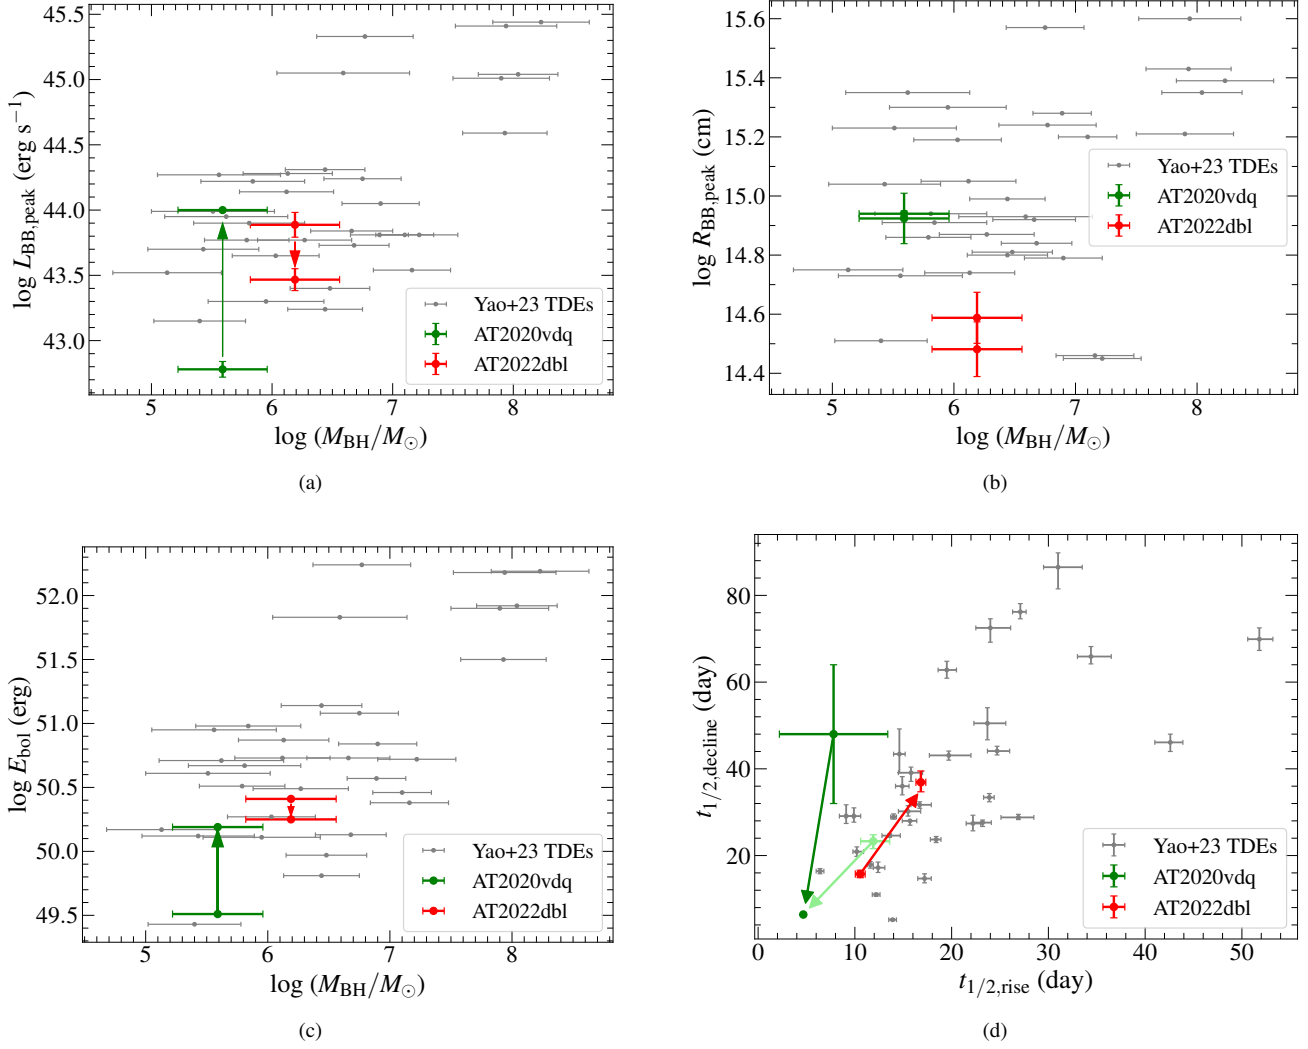 45.5
45.0
44.5
44.0
43.5
43.0
log L_BB,peak (erg s⁻¹)
5 6 7 8
log (M_BH/M_⊙)
Yao+23 TDEs
AT2020vdq
AT2022dbl
(a)
15.6
15.4
15.2
15.0
14.8
14.6
14.4
log R_BB,peak (cm)
5 6 7 8
log (M_BH/M_⊙)
Yao+23 TDEs
AT2020vdq
AT2022dbl
(b)
52.0
51.5
51.0
50.5
50.0
49.5
log E_bol (erg)
5 6 7 8
log (M_BH/M_⊙)
Yao+23 TDEs
AT2020vdq
AT2022dbl
(c)
80
60
40
20
t_1/2,decline (day)
0 10 20 30 40 50
t_1/2,rise (day)
Yao+23 TDEs
AT2020vdq
AT2022dbl
(d)